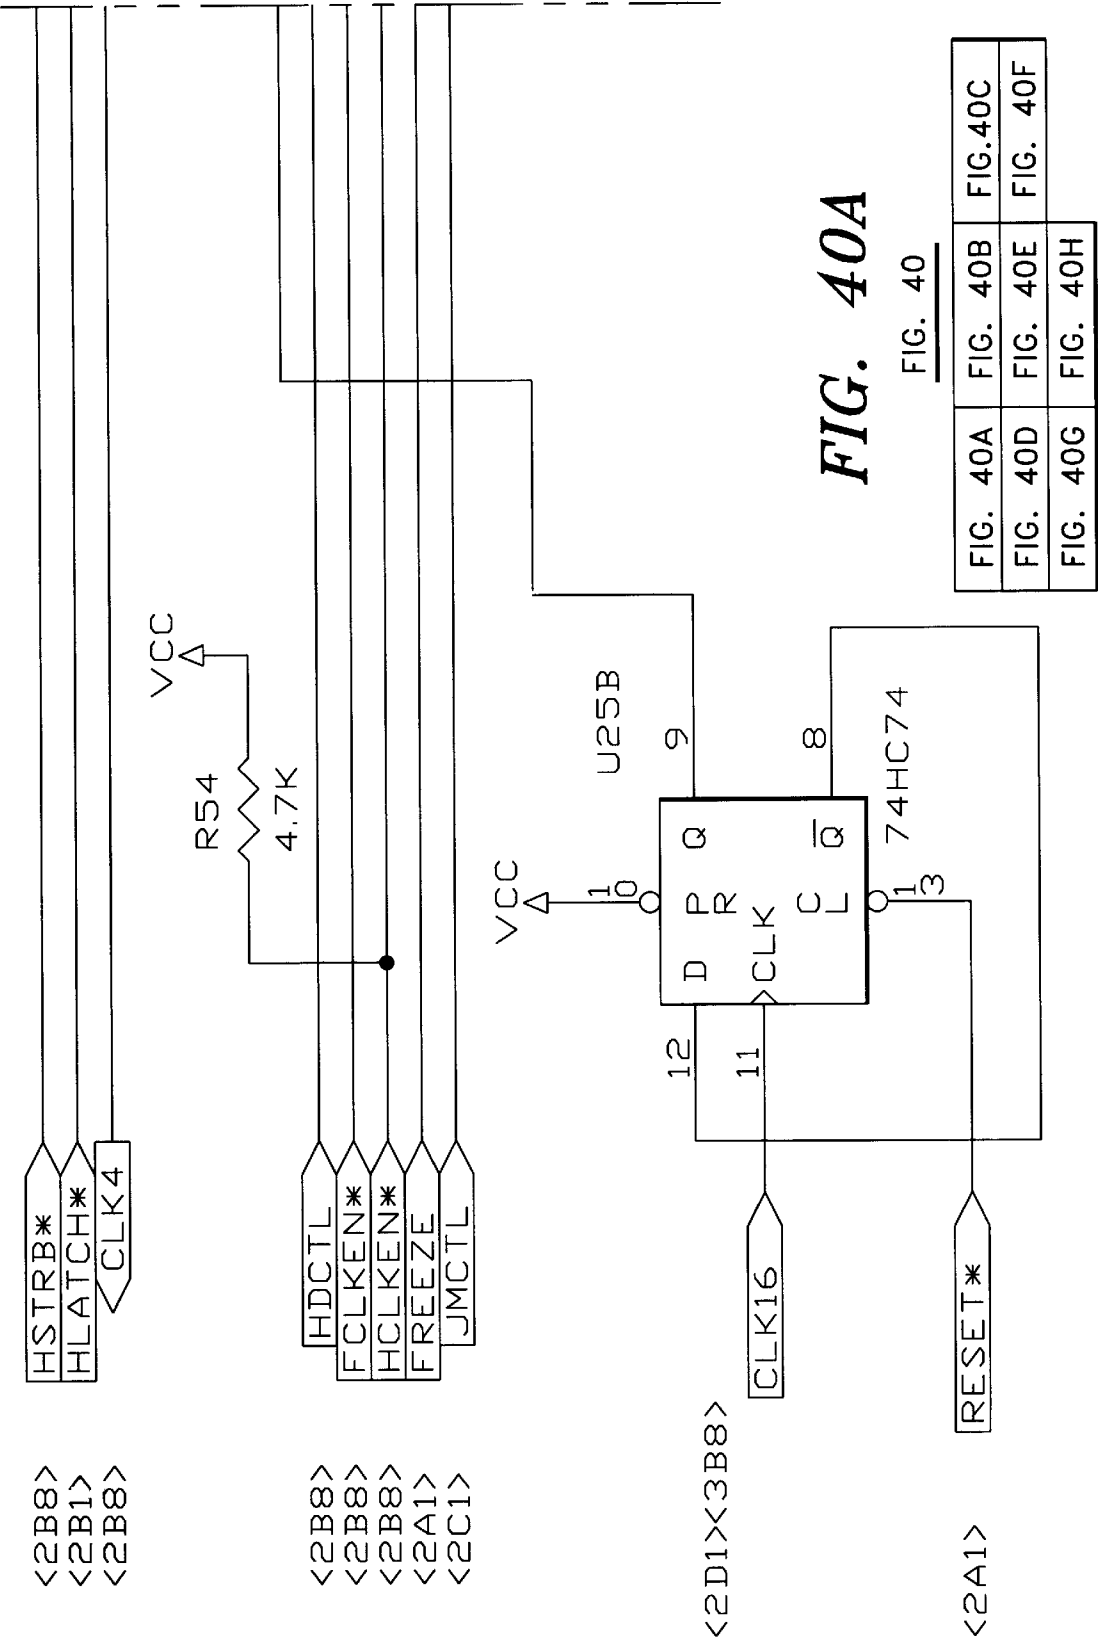 <2B8> HSTRB*
<2B1> HLATCH*
<2B8> CLK4
VCC
R54
4.7K
<2B8> HDCTL
<2B8> FCLKEN*
<2B8> HCLKEN*
<2A1> FREEZE
<2C1> JMCTL
VCC
10
U25B
12 D PR Q 9
<2D1><3B8> CLK16 11 CLK
CL Q 8
13
74HC74
<2A1> RESET*
FIG. 40A
FIG. 40
FIG. 40A FIG. 40B FIG.40C
FIG. 40D FIG. 40E FIG. 40F
FIG. 40G FIG. 40H